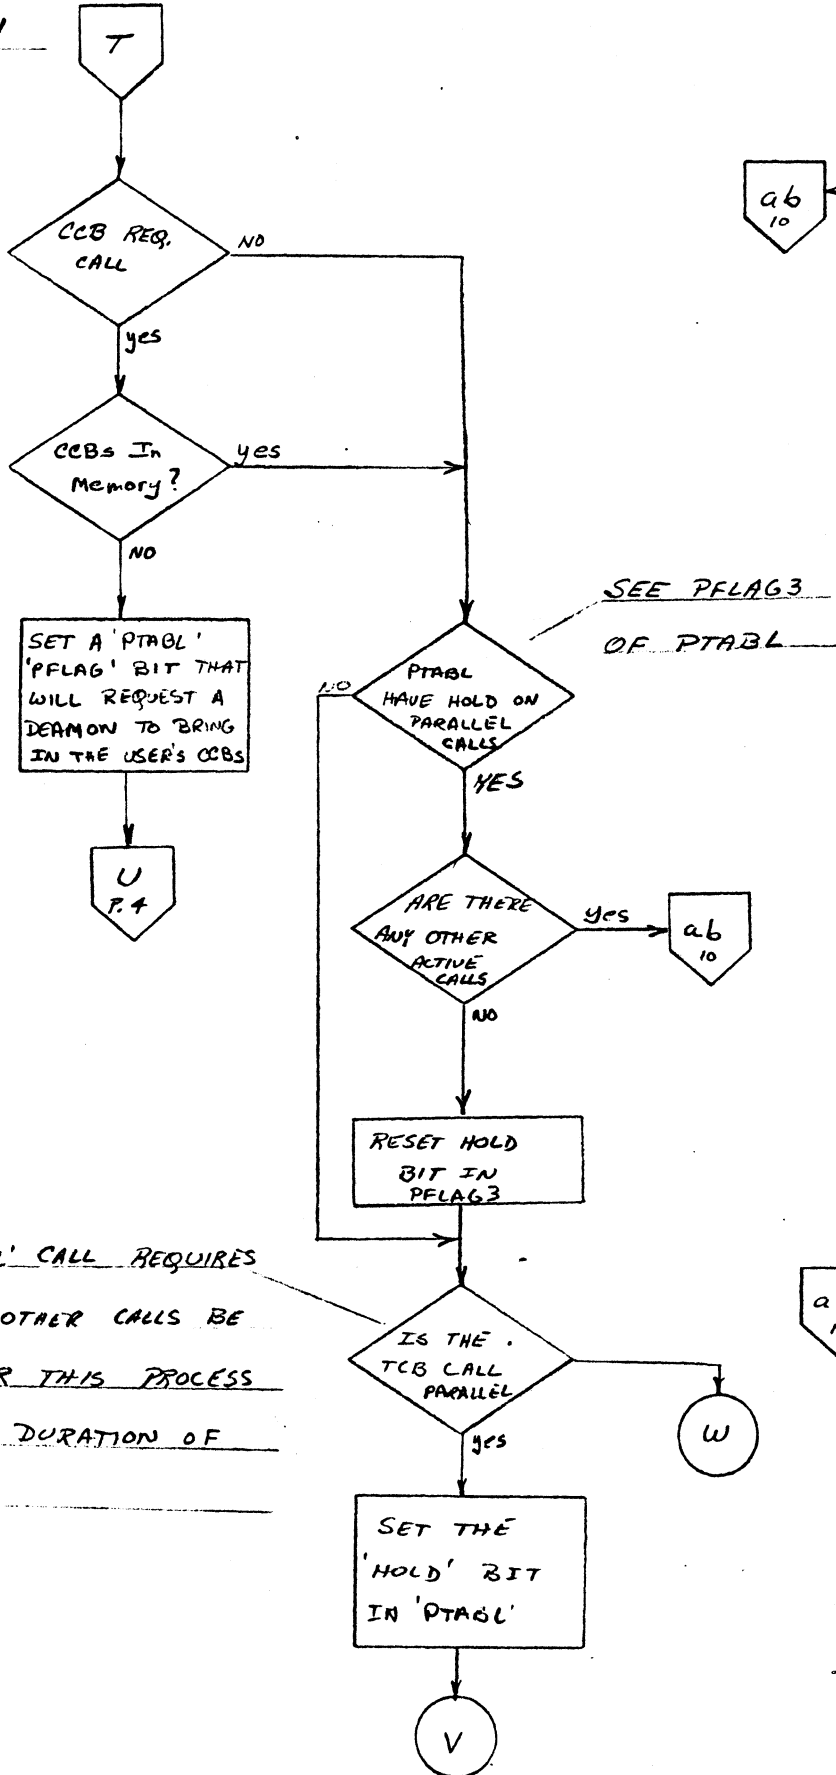 T
CCB REQ.
CALL
NO
yes
CCBs In
Memory?
yes
NO
SET A 'PTABL'
'PFLAG' BIT THAT
WILL REQUEST A
DEAMON TO BRING
IN THE USER'S CCBs
U
P. 4
ab
10
SEE PFLAG3
OF PTABL
PTABL
HAVE HOLD ON
PARALLEL
CALLS
NO
YES
ARE THERE
ANY OTHER
ACTIVE
CALLS
yes
ab
10
NO
RESET HOLD
BIT IN
PFLAG3
' CALL REQUIRES
OTHER CALLS BE
THIS PROCESS
DURATION OF
a
IS THE
TCB CALL
PARALLEL
W
yes
SET THE
'HOLD' BIT
IN 'PTABL'
V